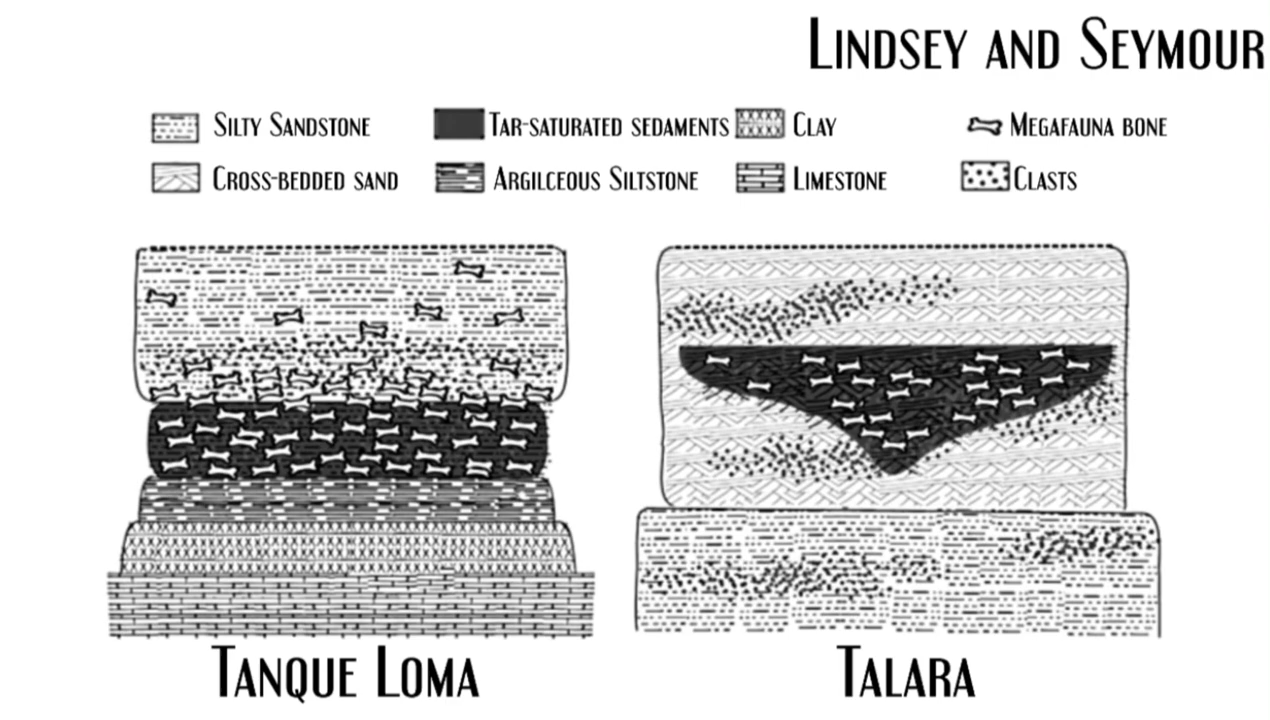 LINDSEY AND SEYMOUR
SILTY SANDSTONE
TAR-SATURATED SEDAMENTS
CLAY
MEGAFAUNA BONE
CROSS-BEDDED SAND
ARGILCEOUS SILTSTONE
LIMESTONE
CLASTS
TANQUE LOMA
TALARA